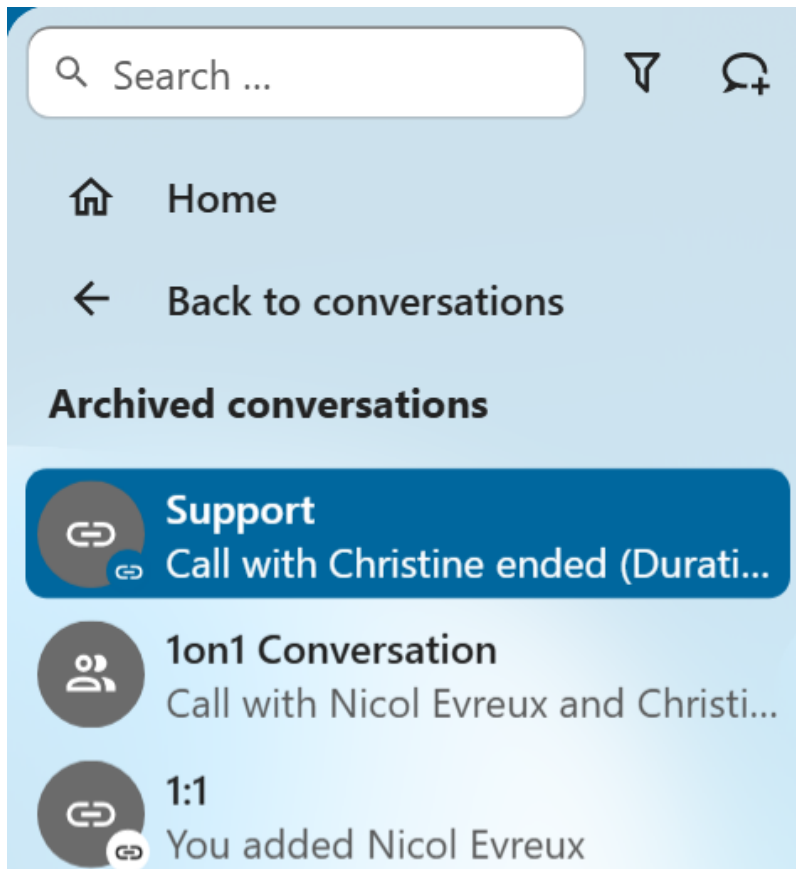 Search ...
Home
Back to conversations
Archived conversations
Support
Call with Christine ended (Durati...
1on1 Conversation
Call with Nicol Evreux and Christi...
1:1
You added Nicol Evreux